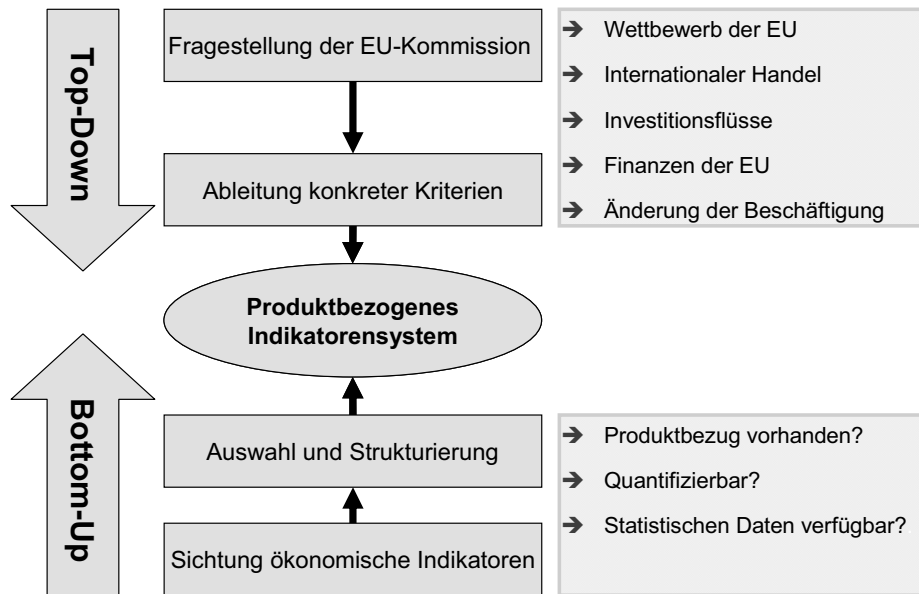 Top-Down
Fragestellung der EU-Kommission
Ableitung konkreter Kriterien
➔ Wettbewerb der EU
➔ Internationaler Handel
➔ Investitionsflüsse
➔ Finanzen der EU
➔ Änderung der Beschäftigung
Produktbezogenes
Indikatorensystem
Bottom-Up
Auswahl und Strukturierung
Sichtung ökonomische Indikatoren
➔ Produktbezug vorhanden?
➔ Quantifizierbar?
➔ Statistischen Daten verfügbar?